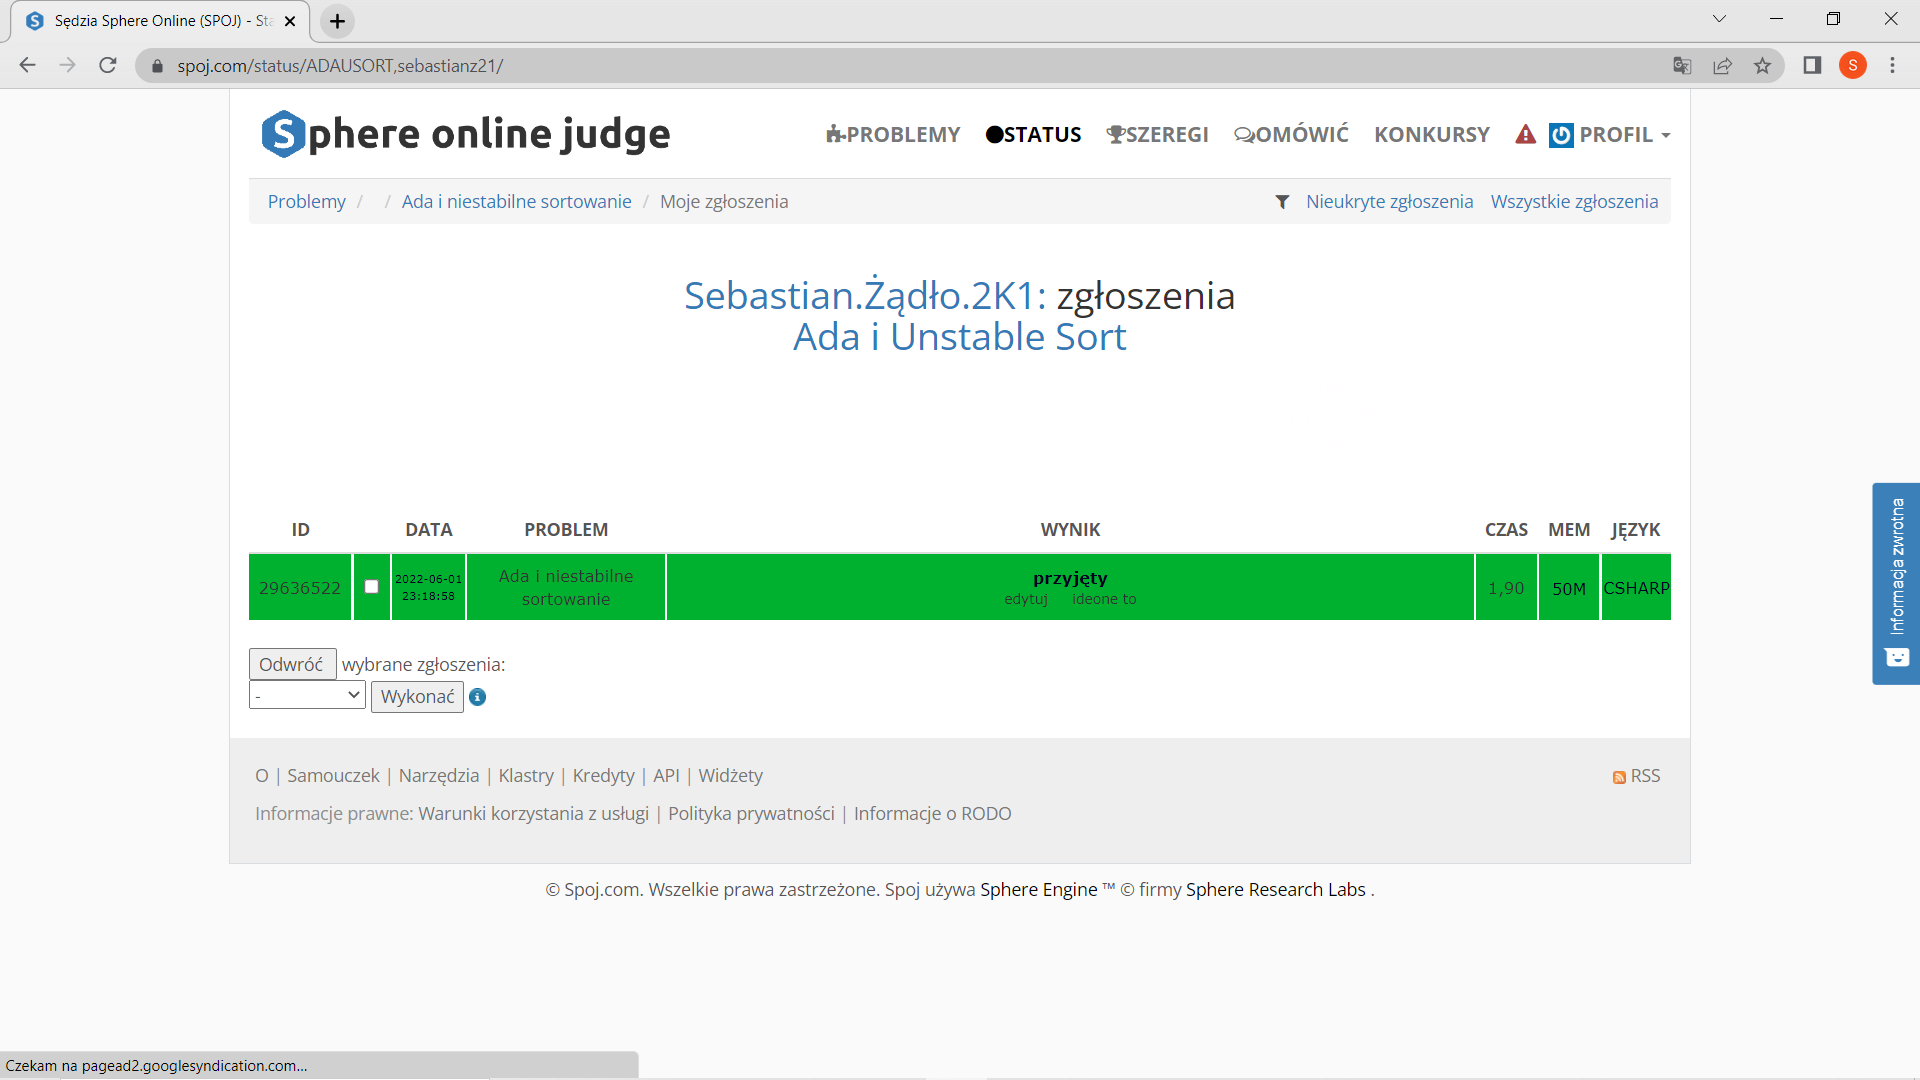 Sędzia Sphere Online (SPOJ) - Sta
spoj.com/status/ADAUSORT,sebastianz21/
S
Sphere online judge
PROBLEMY STATUS SZEREGI OMÓWIĆ KONKURSY PROFIL
Problemy / / Ada i niestabilne sortowanie / Moje zgłoszenia
Nieukryte zgłoszenia Wszystkie zgłoszenia
Sebastian.Żądło.2K1: zgłoszenia
Ada i Unstable Sort
ID DATA PROBLEM WYNIK CZAS MEM JĘZYK
29636522
2022-06-01
23:18:58
Ada i niestabilne
sortowanie
przyjęty
edytuj ideone to
1,90
50M
CSHARP
Odwróć wybrane zgłoszenia:
- Wykonać
Informacja zwrotna
O | Samouczek | Narzędzia | Klastry | Kredyty | API | Widżety
RSS
Informacje prawne: Warunki korzystania z usługi | Polityka prywatności | Informacje o RODO
© Spoj.com. Wszelkie prawa zastrzeżone. Spoj używa Sphere Engine ™ © firmy Sphere Research Labs .
Czekam na pagead2.googlesyndication.com...